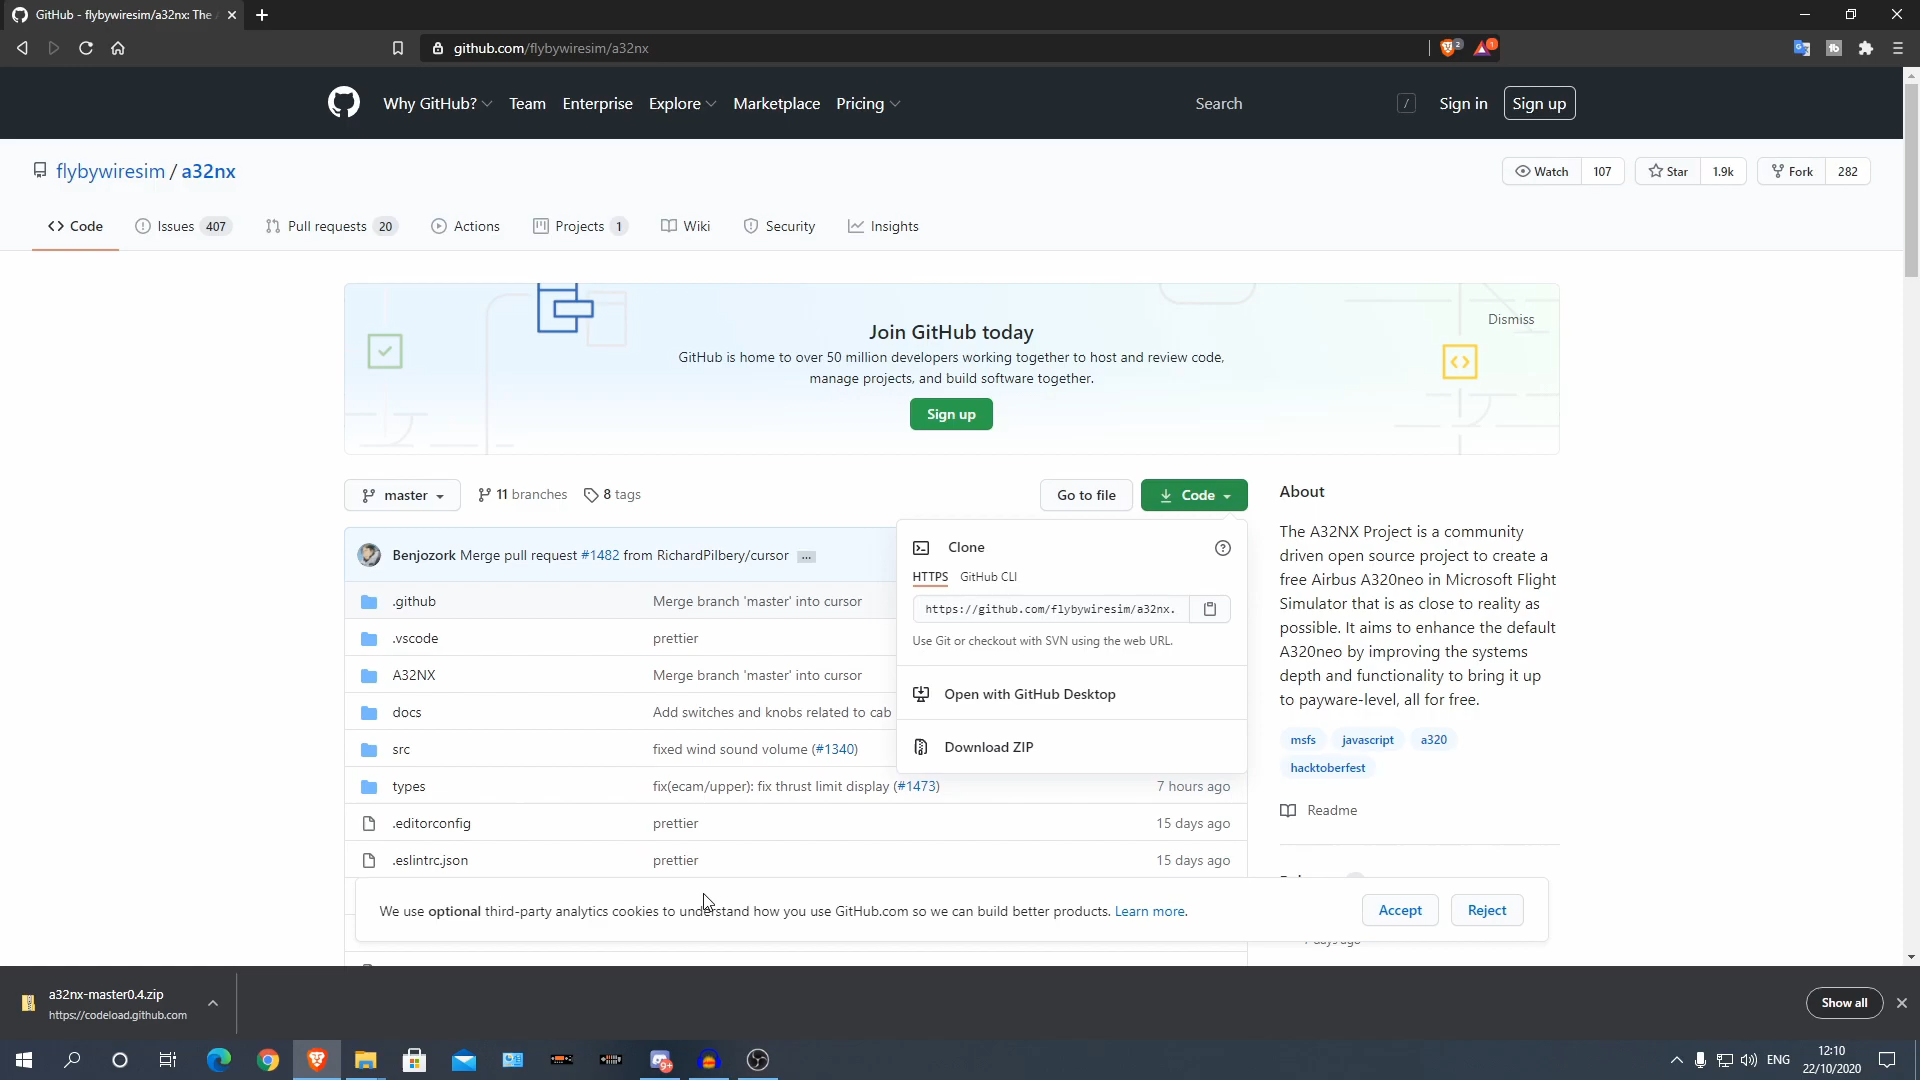 GitHub - flybywiresim/a32nx: The
github.com/flybywiresim/a32nx
2
1
Why GitHub?
Team
Enterprise
Explore
Marketplace
Pricing
Search
/
Sign in
Sign up
flybywiresim / a32nx
Watch 107
Star 1.9k
Fork 282
Code
Issues 407
Pull requests 20
Actions
Projects 1
Wiki
Security
Insights
Join GitHub today
Dismiss
GitHub is home to over 50 million developers working together to host and review code,
manage projects, and build software together.
Sign up
master
11 branches
8 tags
Go to file
Code
About
Benjozork Merge pull request #1482 from RichardPilbery/cursor ...
.github Merge branch 'master' into cursor
.vscode prettier
A32NX Merge branch 'master' into cursor
docs Add switches and knobs related to cab
src fixed wind sound volume (#1340)
types fix(ecam/upper): fix thrust limit display (#1473) 7 hours ago
.editorconfig prettier 15 days ago
.eslintrc.json prettier 15 days ago
Clone
HTTPS GitHub CLI
https://github.com/flybywiresim/a32nx.
Use Git or checkout with SVN using the web URL.
Open with GitHub Desktop
Download ZIP
The A32NX Project is a community
driven open source project to create a
free Airbus A320neo in Microsoft Flight
Simulator that is as close to reality as
possible. It aims to enhance the default
A320neo by improving the systems
depth and functionality to bring it up
to payware-level, all for free.
msfs javascript a320
hacktoberfest
Readme
We use optional third-party analytics cookies to understand how you use GitHub.com so we can build better products. Learn more.
Accept
Reject
a32nx-master0.4.zip
https://codeload.github.com
Show all
9+
ENG
12:10
22/10/2020